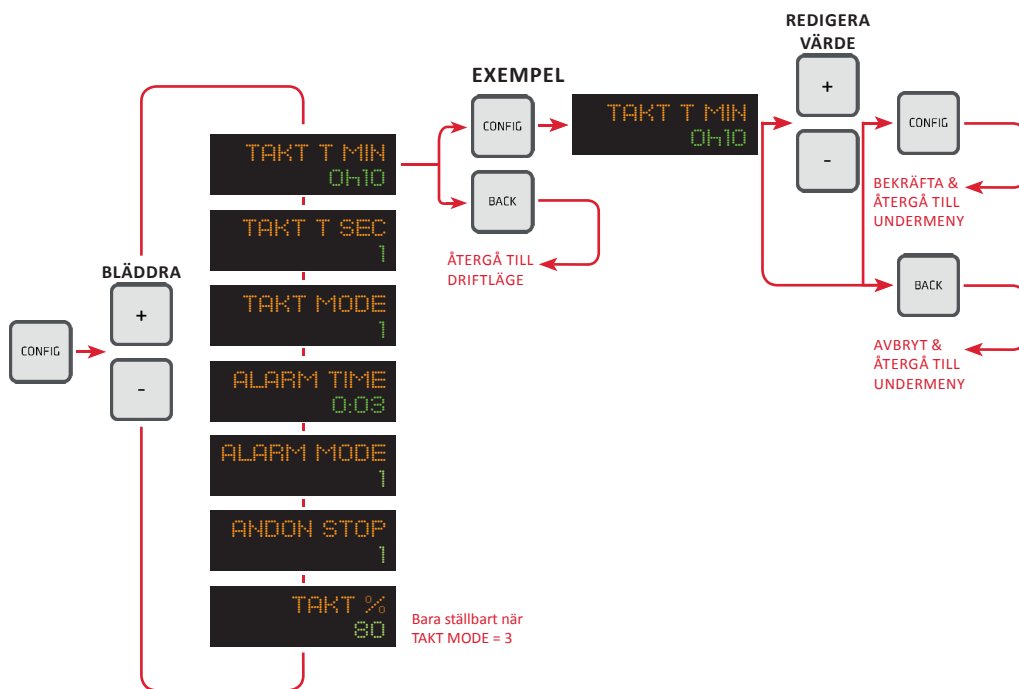 CONFIG
BLÄDDRA
+
-
TAKT T MIN
0h10
TAKT T SEC
1
TAKT MODE
1
ALARM TIME
0:03
ALARM MODE
1
ANDON STOP
1
TAKT %
80
Bara ställbart när
TAKT MODE = 3
EXEMPEL
CONFIG
BACK
ÅTERGÅ TILL
DRIFTLÄGE
TAKT T MIN
0h10
REDIGERA
VÄRDE
+
-
CONFIG
BEKRÄFTA &
ÅTERGÅ TILL
UNDERMENY
BACK
AVBRYT &
ÅTERGÅ TILL
UNDERMENY